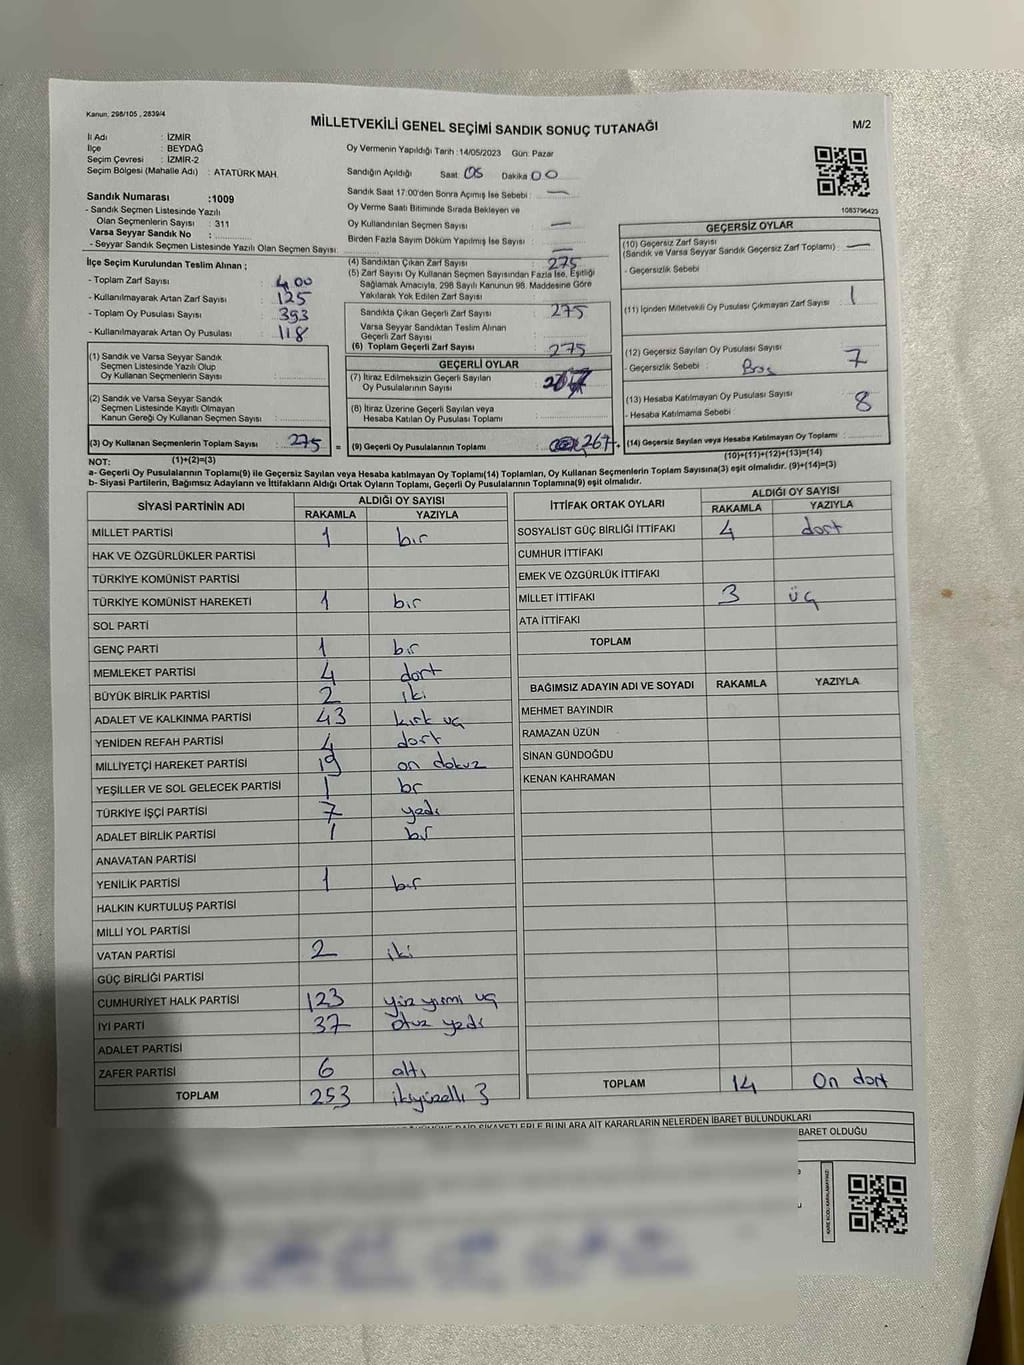 Kanun: 298/105 , 2839/4
MİLLETVEKİLİ GENEL SEÇİMİ SANDIK SONUÇ TUTANAĞI
M/2
İl Adı : İZMİR
İlçe : BEYDAĞ
Seçim Çevresi : İZMİR-2
Seçim Bölgesi (Mahalle Adı) : ATATÜRK MAH.
Sandık Numarası :1009
- Sandık Seçmen Listesinde Yazılı
Olan Seçmenlerin Sayısı : 311
Varsa Seyyar Sandık No :
- Seyyar Sandık Seçmen Listesinde Yazılı Olan Seçmen Sayısı:
Oy Vermenin Yapıldığı Tarih :14/05/2023 Gün: Pazar
Sandığın Açıldığı Saat: 05 Dakika 00
Sandık Saat 17:00'den Sonra Açılmış İse Sebebi : —
Oy Verme Saati Bitiminde Sırada Bekleyen ve
Oy Kullandırılan Seçmen Sayısı : —
Birden Fazla Sayım Döküm Yapılmış İse Sayısı : —
1083796423
İlçe Seçim Kurulundan Teslim Alınan ;
- Toplam Zarf Sayısı : 400
- Kullanılmayarak Artan Zarf Sayısı : 125
- Toplam Oy Pusulası Sayısı : 393
- Kullanılmayarak Artan Oy Pusulası : 118
(1) Sandık ve Varsa Seyyar Sandık
Seçmen Listesinde Yazılı Olup
Oy Kullanan Seçmenlerin Sayısı :
(2) Sandık ve Varsa Seyyar Sandık
Seçmen Listesinde Kayıtlı Olmayan
Kanun Gereği Oy Kullanan Seçmen Sayısı :
(3) Oy Kullanan Seçmenlerin Toplam Sayısı : 275 =
(1)+(2)=(3)
(4) Sandıktan Çıkan Zarf Sayısı : 275
(5) Zarf Sayısı Oy Kullanan Seçmen Sayısından Fazla İse, Eşitliği
Sağlamak Amacıyla, 298 Sayılı Kanunun 98. Maddesine Göre
Yakılarak Yok Edilen Zarf Sayısı :
Sandıkta Çıkan Geçerli Zarf Sayısı : 275
Varsa Seyyar Sandıktan Teslim Alınan
Geçerli Zarf Sayısı :
(6) Toplam Geçerli Zarf Sayısı : 275
GEÇERLİ OYLAR
(7) İtiraz Edilmeksizin Geçerli Sayılan
Oy Pusulalarının Sayısı : 267
(8) İtiraz Üzerine Geçerli Sayılan veya
Hesaba Katılan Oy Pusulası Toplamı :
(9) Geçerli Oy Pusulalarının Toplamı : 267 +
GEÇERSİZ OYLAR
(10) Geçersiz Zarf Sayısı
(Sandık ve Varsa Seyyar Sandık Geçersiz Zarf Toplamı) : —
- Geçersizlik Sebebi :
(11) İçinden Milletvekili Oy Pusulası Çıkmayan Zarf Sayısı : 1
(12) Geçersiz Sayılan Oy Pusulası Sayısı : 7
- Geçersizlik Sebebi :
(13) Hesaba Katılmayan Oy Pusulası Sayısı : 8
- Hesaba Katılmama Sebebi :
(14) Geçersiz Sayılan veya Hesaba Katılmayan Oy Toplamı :
(10)+(11)+(12)+(13)=(14)
NOT:
a- Geçerli Oy Pusulalarının Toplamı(9) ile Geçersiz Sayılan veya Hesaba katılmayan Oy Toplamı(14) Toplamları, Oy Kullanan Seçmenlerin Toplam Sayısına(3) eşit olmalıdır. (9)+(14)=(3)
b- Siyasi Partilerin, Bağımsız Adayların ve İttifakların Aldığı Ortak Oyların Toplamı, Geçerli Oy Pusulalarının Toplamına(9) eşit olmalıdır.
SİYASİ PARTİNİN ADI ALDIĞI OY SAYISI
RAKAMLA YAZIYLA
MİLLET PARTİSİ 1 bir
HAK VE ÖZGÜRLÜKLER PARTİSİ
TÜRKİYE KOMÜNİST PARTİSİ
TÜRKİYE KOMÜNİST HAREKETİ 1 bir
SOL PARTİ
GENÇ PARTİ 1 bir
MEMLEKET PARTİSİ 4 dört
BÜYÜK BİRLİK PARTİSİ 2 iki
ADALET VE KALKINMA PARTİSİ 43 kırk üç
YENİDEN REFAH PARTİSİ 4 dört
MİLLİYETÇİ HAREKET PARTİSİ 19 on dokuz
YEŞİLLER VE SOL GELECEK PARTİSİ 1 br
TÜRKİYE İŞÇİ PARTİSİ 7 yedi
ADALET BİRLİK PARTİSİ 1 bir
ANAVATAN PARTİSİ
YENİLİK PARTİSİ 1 bir
HALKIN KURTULUŞ PARTİSİ
MİLLİ YOL PARTİSİ
VATAN PARTİSİ 2 iki
GÜÇ BİRLİĞİ PARTİSİ
CUMHURİYET HALK PARTİSİ 123 yüz yirmi üç
İYİ PARTİ 37 otuz yedi
ADALET PARTİSİ
ZAFER PARTİSİ 6 altı
TOPLAM 253 ikiyüzelli 3
İTTİFAK ORTAK OYLARI ALDIĞI OY SAYISI
RAKAMLA YAZIYLA
SOSYALİST GÜÇ BİRLİĞİ İTTİFAKI 4 dört
CUMHUR İTTİFAKI
EMEK VE ÖZGÜRLÜK İTTİFAKI
MİLLET İTTİFAKI 3 üç
ATA İTTİFAKI
TOPLAM
BAĞIMSIZ ADAYIN ADI VE SOYADI RAKAMLA YAZIYLA
MEHMET BAYINDIR
RAMAZAN ÜZÜN
SİNAN GÜNDOĞDU
KENAN KAHRAMAN
TOPLAM 14 On dört
ŞİKAYETLERLE BUNLARA AİT KARARLARIN NELERDEN İBARET BULUNDUKLARI
BARET OLDUĞU